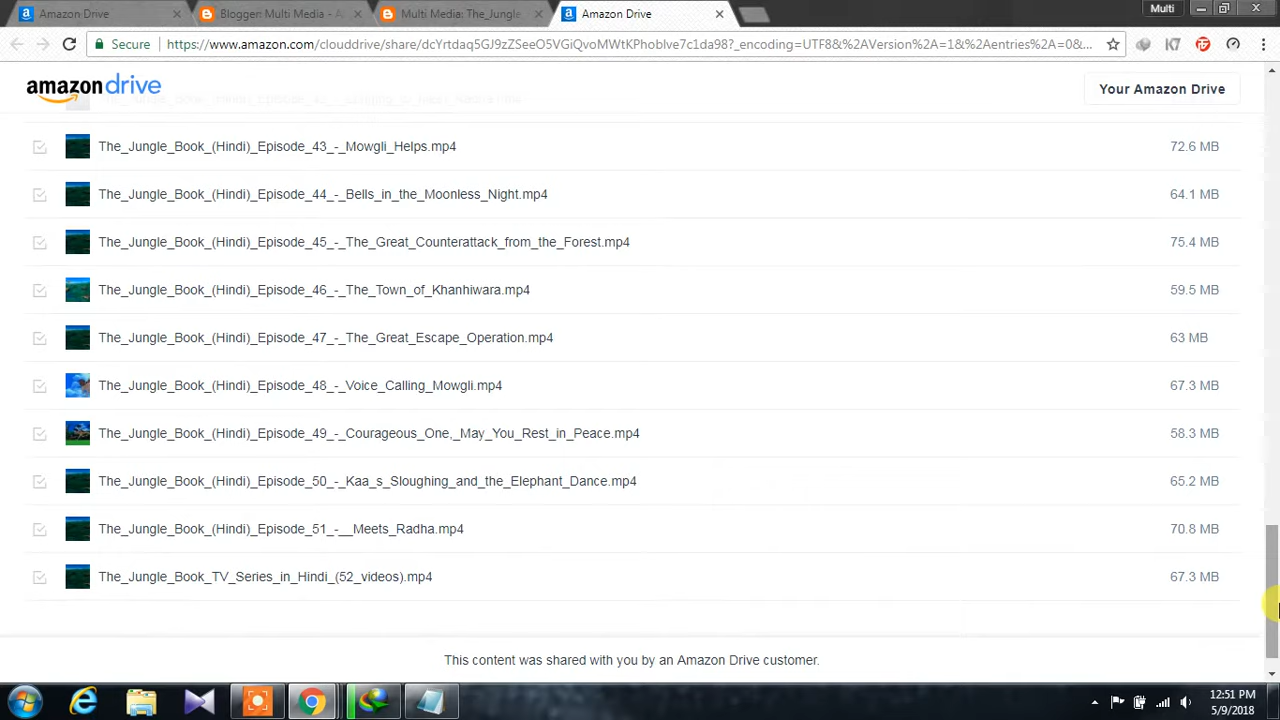 Amazon Drive
Blogger: Multi Media - A
Multi Media: The_Jungle
Amazon Drive
Multi
Secure
https://www.amazon.com/clouddrive/share/dcYrtdaq5GJ9zZSeeO5VGiQvoMWtKPhoblve7c1da98?_encoding=UTF8&%2AVersion%2A=1&%2Aentries%2A=0&...
K7
amazondrive
Your Amazon Drive
The_Jungle_Book_(Hindi)_Episode_43_-_Mowgli_Helps.mp4 72.6 MB
The_Jungle_Book_(Hindi)_Episode_44_-_Bells_in_the_Moonless_Night.mp4 64.1 MB
The_Jungle_Book_(Hindi)_Episode_45_-_The_Great_Counterattack_from_the_Forest.mp4 75.4 MB
The_Jungle_Book_(Hindi)_Episode_46_-_The_Town_of_Khanhiwara.mp4 59.5 MB
The_Jungle_Book_(Hindi)_Episode_47_-_The_Great_Escape_Operation.mp4 63 MB
The_Jungle_Book_(Hindi)_Episode_48_-_Voice_Calling_Mowgli.mp4 67.3 MB
The_Jungle_Book_(Hindi)_Episode_49_-_Courageous_One,_May_You_Rest_in_Peace.mp4 58.3 MB
The_Jungle_Book_(Hindi)_Episode_50_-_Kaa_s_Sloughing_and_the_Elephant_Dance.mp4 65.2 MB
The_Jungle_Book_(Hindi)_Episode_51_-__Meets_Radha.mp4 70.8 MB
The_Jungle_Book_TV_Series_in_Hindi_(52_videos).mp4 67.3 MB
This content was shared with you by an Amazon Drive customer.
12:51 PM
5/9/2018